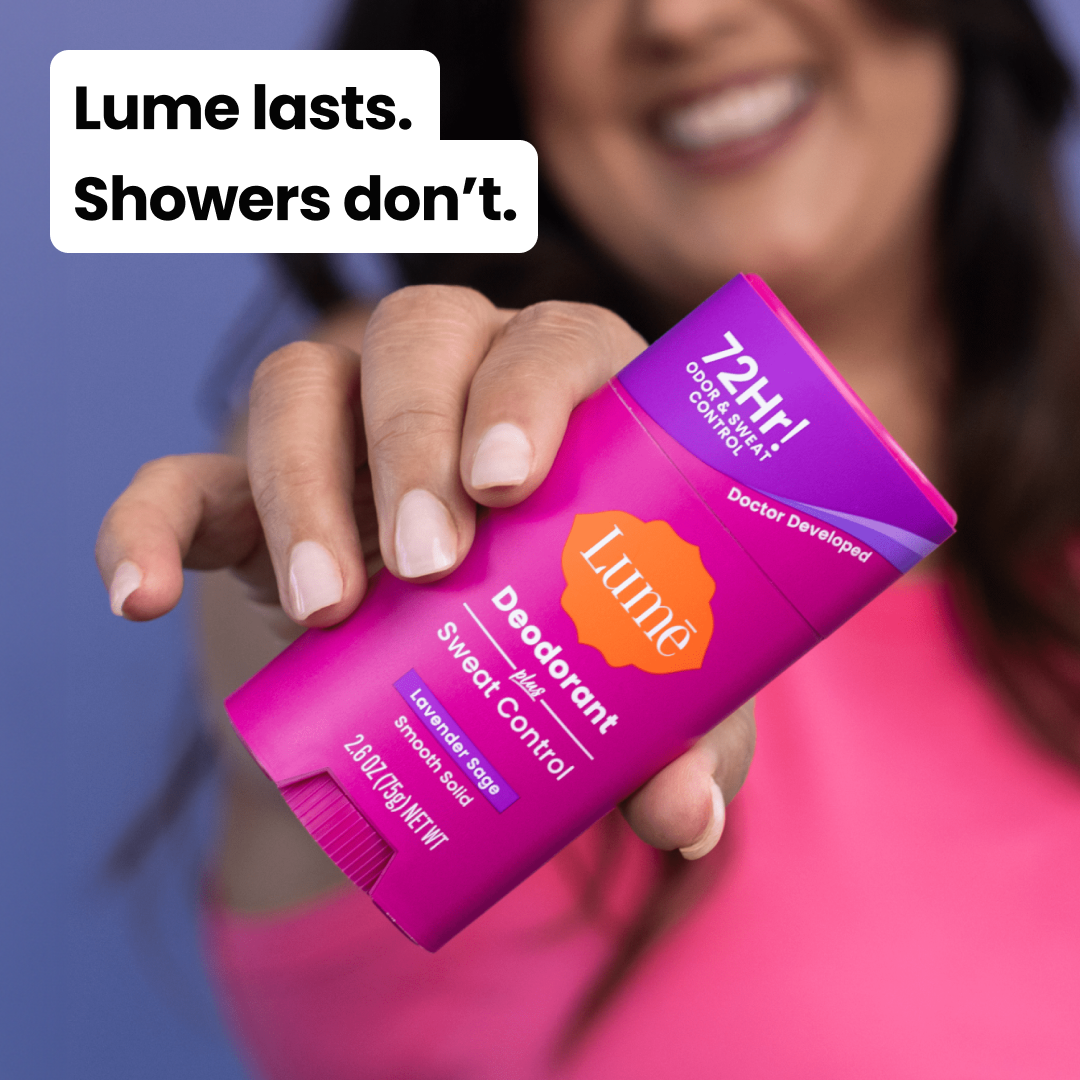 Lume lasts.
Showers don’t.
72Hr!
ODOR & SWEAT
CONTROL
Doctor Developed
Lumē
Deodorant
plus
Sweat Control
Lavender Sage
Smooth Solid
2.6 OZ (75g) NET WT